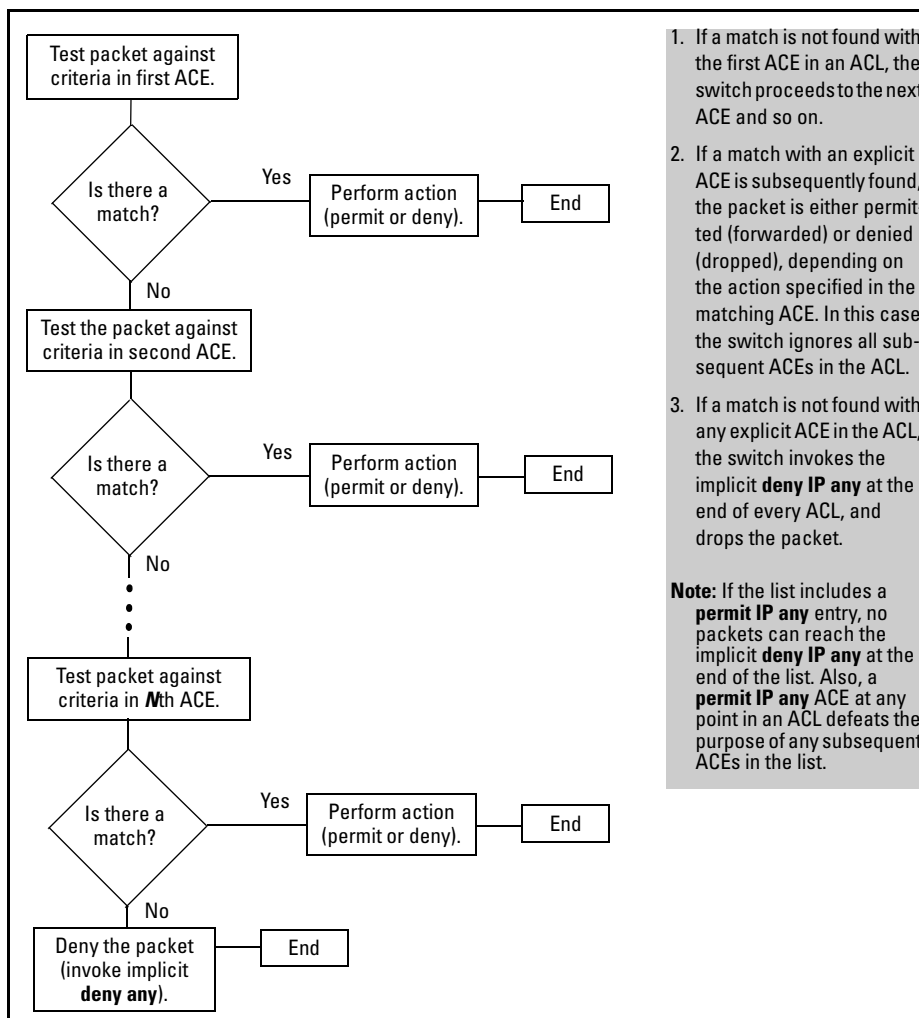 Test packet against
criteria in first ACE.
Is there a
match?
Yes
Perform action
(permit or deny).
End
No
Test the packet against
criteria in second ACE.
Is there a
match?
Yes
Perform action
(permit or deny).
End
No
Test packet against
criteria in Nth ACE.
Is there a
match?
Yes
Perform action
(permit or deny).
End
No
Deny the packet
(invoke implicit
deny any).
End
1. If a match is not found with
the first ACE in an ACL, the
switch proceeds to the next
ACE and so on.
2. If a match with an explicit
ACE is subsequently found,
the packet is either permit-
ted (forwarded) or denied
(dropped), depending on
the action specified in the
matching ACE. In this case
the switch ignores all sub-
sequent ACEs in the ACL.
3. If a match is not found with
any explicit ACE in the ACL,
the switch invokes the
implicit deny IP any at the
end of every ACL, and
drops the packet.
Note: If the list includes a
permit IP any entry, no
packets can reach the
implicit deny IP any at the
end of the list. Also, a
permit IP any ACE at any
point in an ACL defeats the
purpose of any subsequent
ACEs in the list.